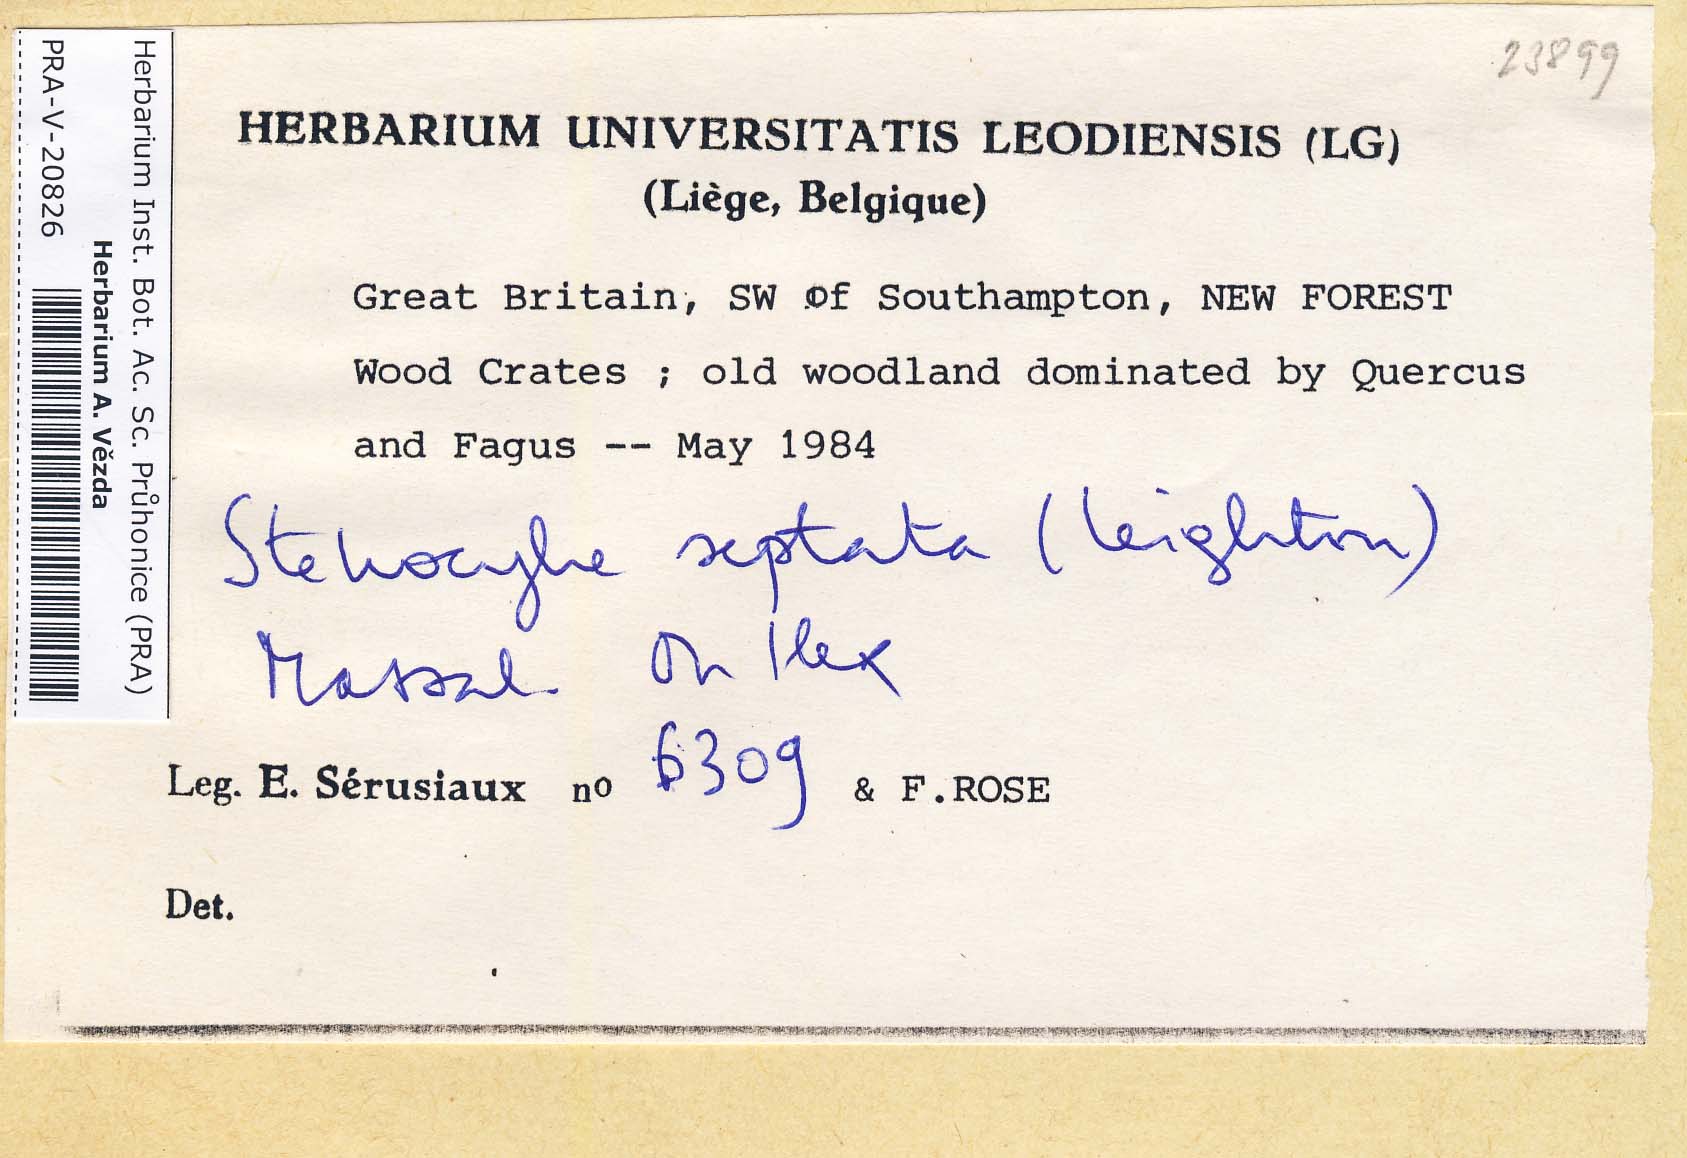 23899
HERBARIUM UNIVERSITATIS LEODIENSIS (LG)
(Liège, Belgique)
Great Britain, SW Of Southampton, NEW FOREST
Wood Crates ; old woodland dominated by Quercus
and Fagus -- May 1984
Stenocybe septata (Leighton)
Massal. On Ilex
Leg. E. Sérusiaux no 6309 & F.ROSE
Det.
Herbarium Inst. Bot. Ac. Sc. Průhonice (PRA)
Herbarium A. Vězda
PRA-V-20826